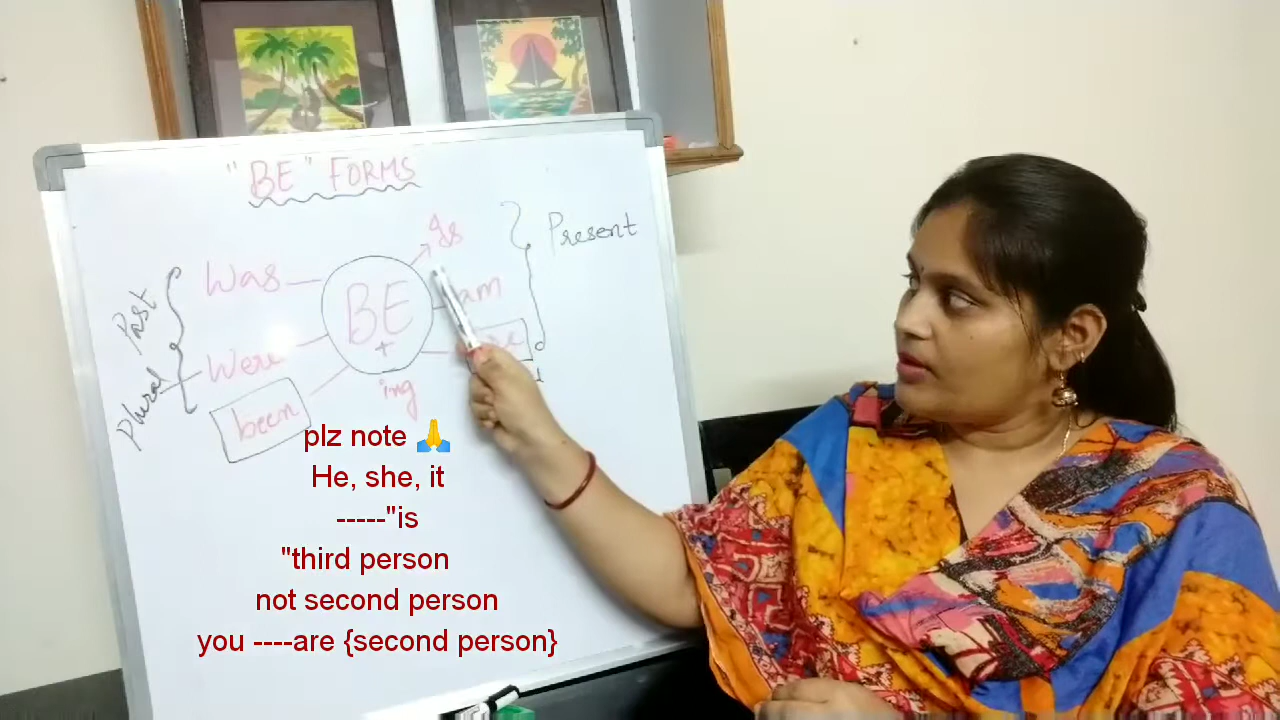 "BE" FORMS
Is
Present
Was
BE
am
Past
+
Were
Plural
ing
been
plz note 🙏
He, she, it
-----"is
"third person
not second person
you ----are {second person}